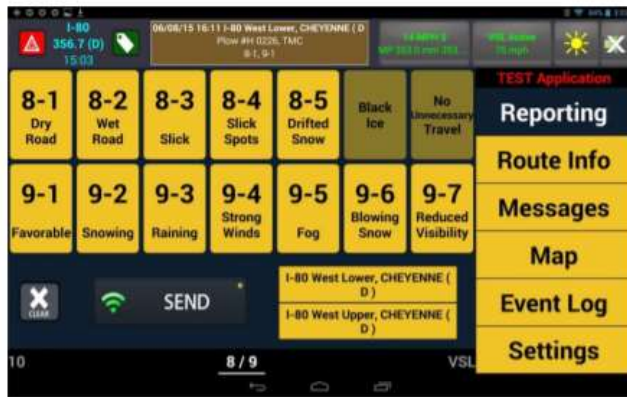 I-80
356.7 (D)
15:03
06/08/15 16:11 I-80 West Lower, CHEYENNE ( D
Plow #H 0226, TMC
8-1, 9-1
75 mph
TEST Application
8-1
Dry
Road
8-2
Wet
Road
8-3
Slick
8-4
Slick
Spots
8-5
Drifted
Snow
Black
Ice
No
Unnecessary
Travel
9-1
Favorable
9-2
Snowing
9-3
Raining
9-4
Strong
Winds
9-5
Fog
9-6
Blowing
Snow
9-7
Reduced
Visibility
Reporting
Route Info
Messages
Map
Event Log
Settings
CLEAR
SEND
I-80 West Lower, CHEYENNE (
D )
I-80 West Upper, CHEYENNE (
D )
10
8 / 9
VSL